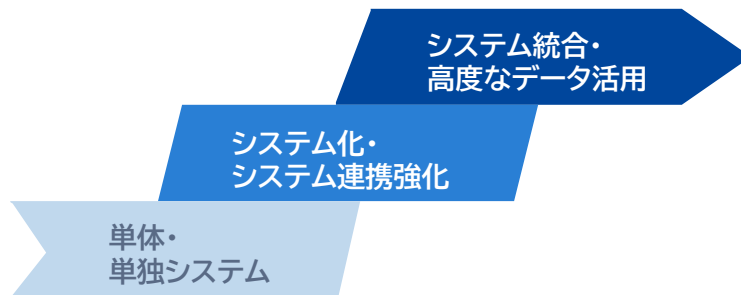 システム統合・
高度なデータ活用
システム化・
システム連携強化
単体・
単独システム